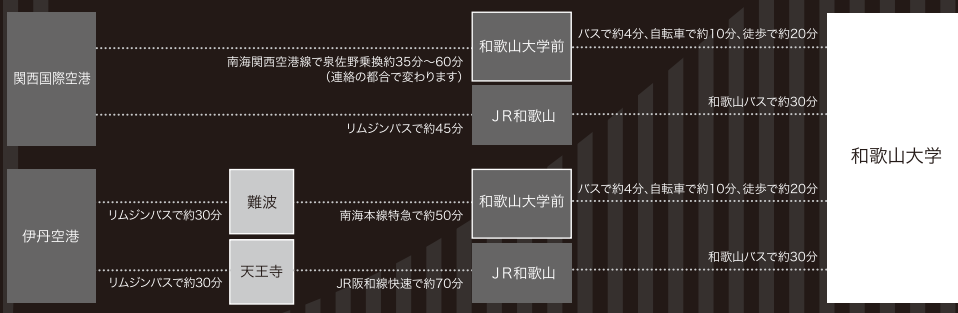 関西国際空港
南海関西空港線で泉佐野乗換約35分～60分
（連絡の都合で変わります）
和歌山大学前
バスで約4分、自転車で約10分、徒歩で約20分
リムジンバスで約45分
JR和歌山
和歌山バスで約30分
和歌山大学
伊丹空港
リムジンバスで約30分
難波
南海本線特急で約50分
和歌山大学前
バスで約4分、自転車で約10分、徒歩で約20分
リムジンバスで約30分
天王寺
JR阪和線快速で約70分
JR和歌山
和歌山バスで約30分